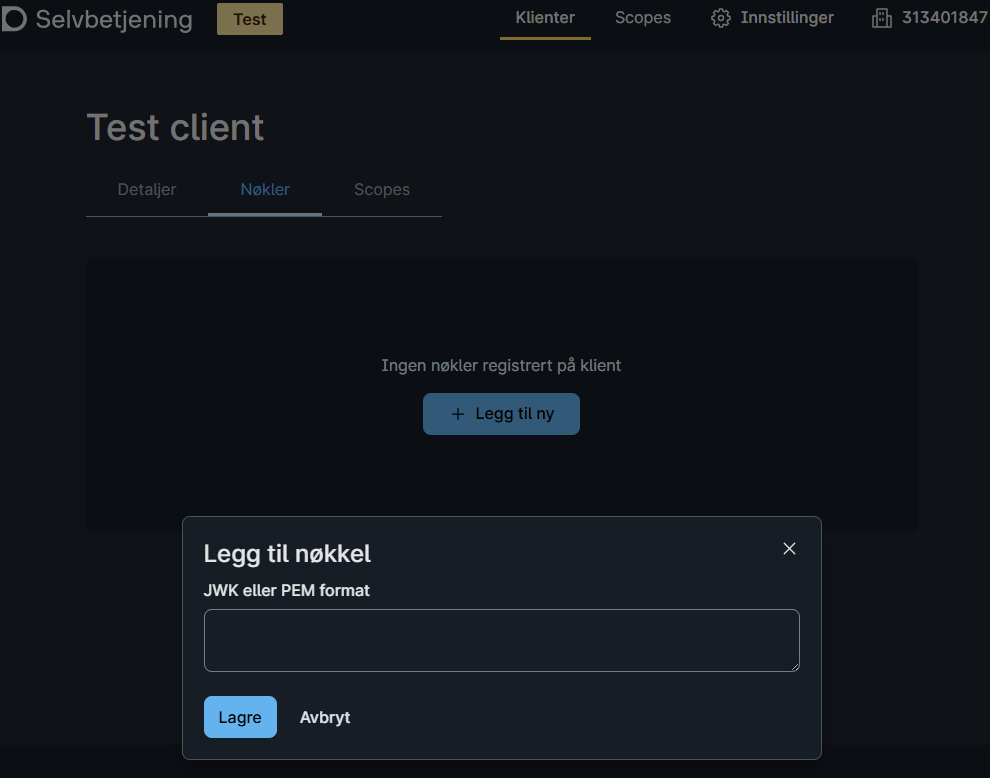 Selvbetjening Test Klienter Scopes Innstillinger 313401847
Test client
Detaljer Nøkler Scopes
Ingen nøkler registrert på klient
+ Legg til ny
Legg til nøkkel
JWK eller PEM format
Lagre Avbryt